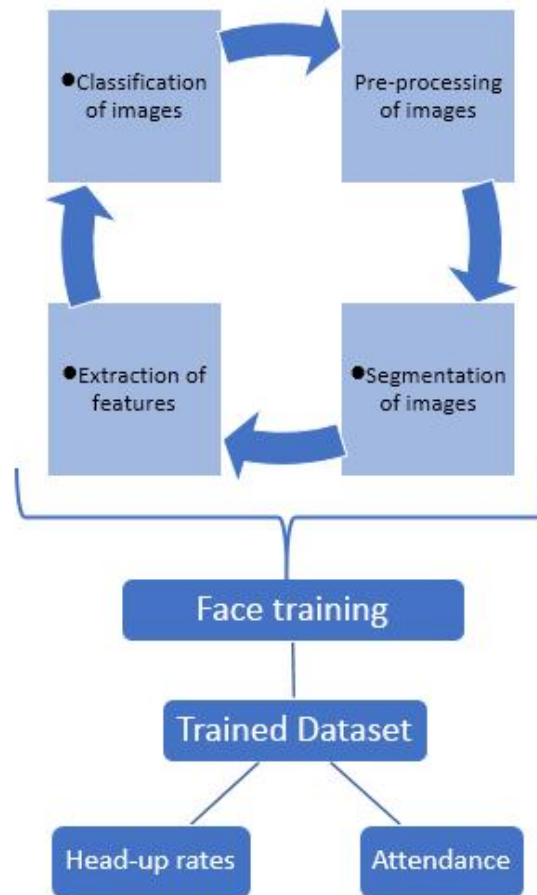 ●Classification
of images
Pre-processing
of images
●Extraction of
features
●Segmentation
of images
Face training
Trained Dataset
Head-up rates
Attendance